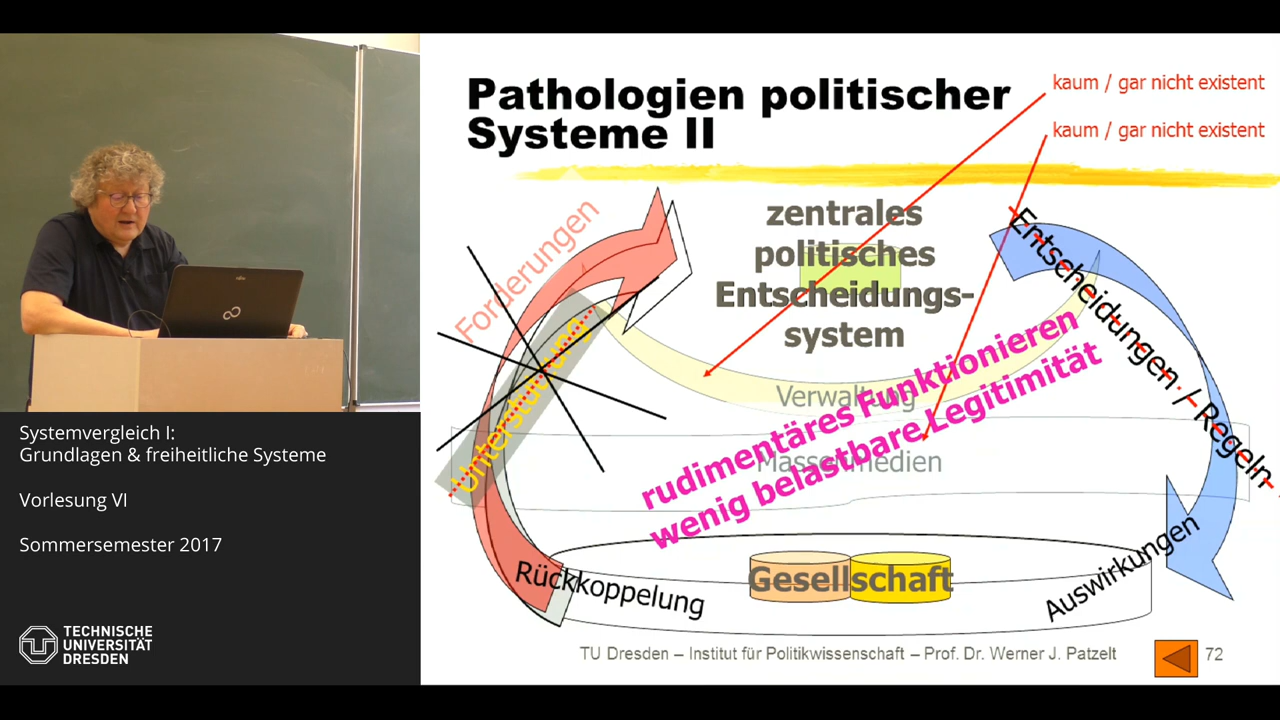 Pathologien politischer
Systeme II
kaum / gar nicht existent
kaum / gar nicht existent
Forderungen
Unterstützung
zentrales
politisches
Entscheidungs-
system
Entscheidungen / Regeln
Verwaltung
Massenmedien
rudimentäres Funktionieren
wenig belastbare Legitimität
Rückkoppelung
Gesellschaft
Auswirkungen
TU Dresden – Institut für Politikwissenschaft – Prof. Dr. Werner J. Patzelt
72
Systemvergleich I:
Grundlagen & freiheitliche Systeme
Vorlesung VI
Sommersemester 2017
TECHNISCHE
UNIVERSITÄT
DRESDEN